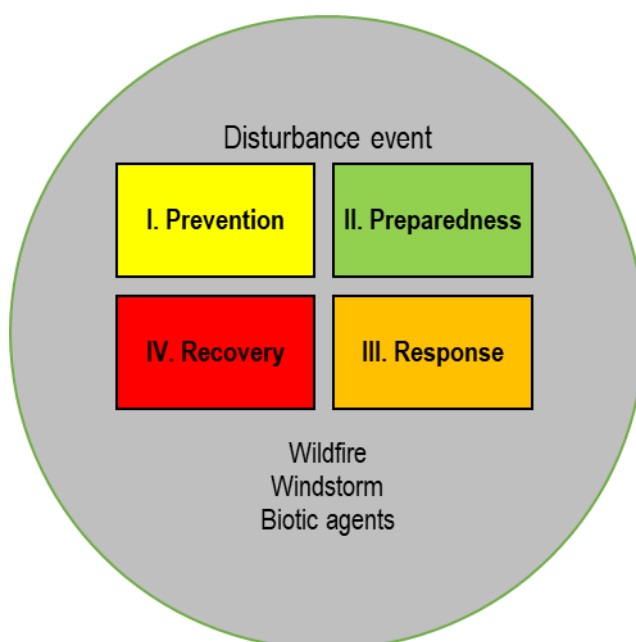 Disturbance event
I. Prevention
II. Preparedness
IV. Recovery
III. Response
Wildfire
Windstorm
Biotic agents